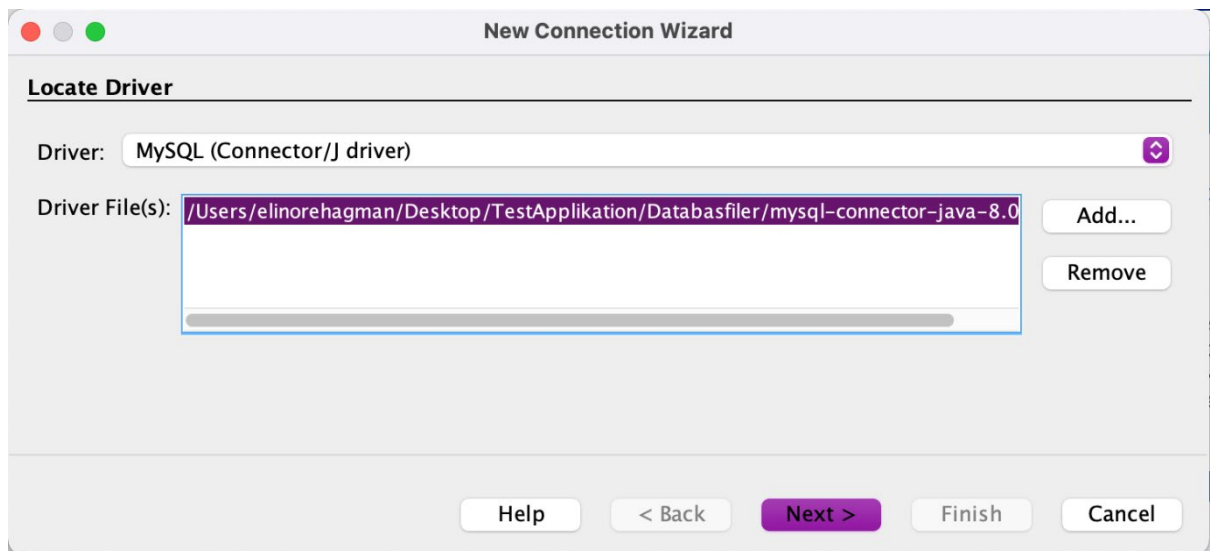 New Connection Wizard
Locate Driver
Driver: MySQL (Connector/J driver)
Driver File(s): /Users/elinorehagman/Desktop/TestApplikation/Databasfiler/mysql-connector-java-8.0
Add...
Remove
Help < Back Next > Finish Cancel